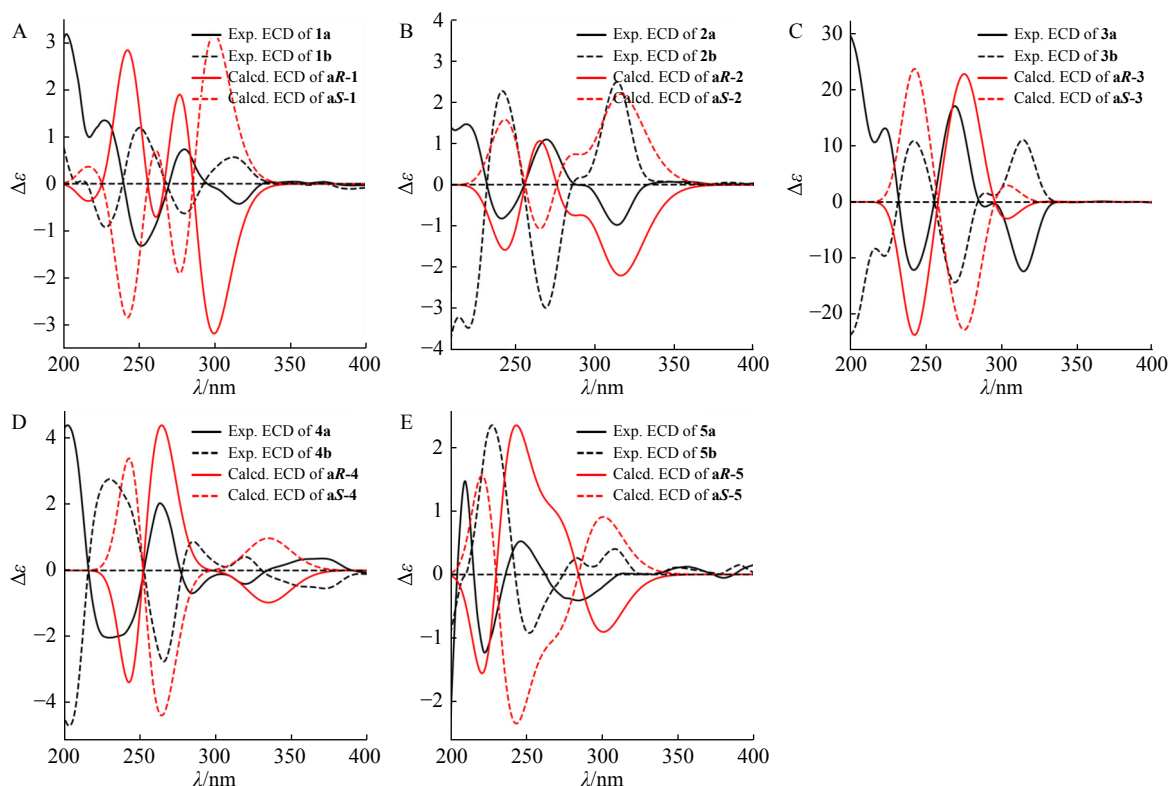 A
Exp. ECD of 1a
Exp. ECD of 1b
Calcd. ECD of aR-1
Calcd. ECD of aS-1
3
2
1
0
−1
−2
−3
Δε
200 250 300 350 400
λ/nm
B
Exp. ECD of 2a
Exp. ECD of 2b
Calcd. ECD of aR-2
Calcd. ECD of aS-2
4
3
2
1
0
−1
−2
−3
−4
Δε
250 300 350 400
λ/nm
C
Exp. ECD of 3a
Exp. ECD of 3b
Calcd. ECD of aR-3
Calcd. ECD of aS-3
30
20
10
0
−10
−20
Δε
200 250 300 350 400
λ/nm
D
Exp. ECD of 4a
Exp. ECD of 4b
Calcd. ECD of aR-4
Calcd. ECD of aS-4
4
2
0
−2
−4
Δε
200 250 300 350 400
λ/nm
E
Exp. ECD of 5a
Exp. ECD of 5b
Calcd. ECD of aR-5
Calcd. ECD of aS-5
2
1
0
−1
−2
Δε
200 250 300 350 400
λ/nm